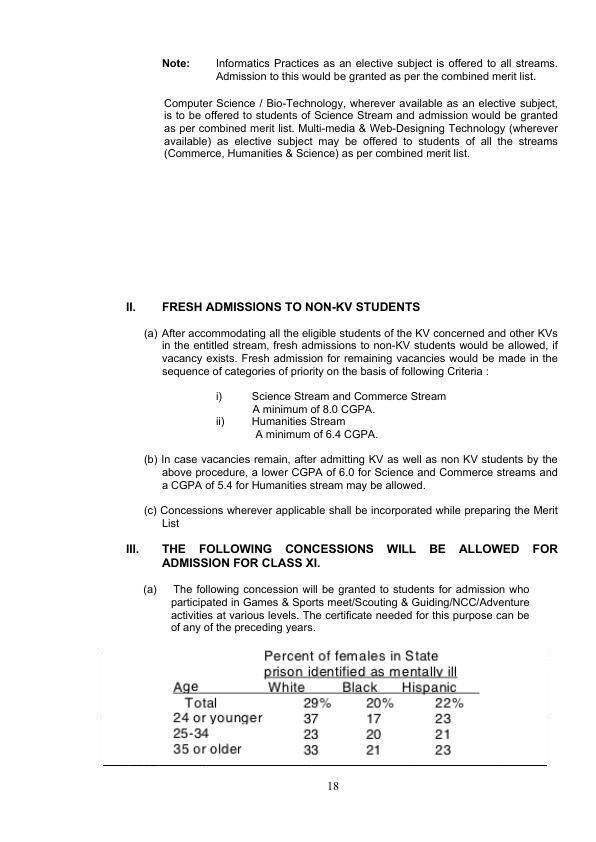 Note: Informatics Practices as an elective subject is offered to all streams.
Admission to this would be granted as per the combined merit list.
Computer Science / Bio-Technology, wherever available as an elective subject,
is to be offered to students of Science Stream and admission would be granted
as per combined merit list. Multi-media & Web-Designing Technology (wherever
available) as elective subject may be offered to students of all the streams
(Commerce, Humanities & Science) as per combined merit list.
II. FRESH ADMISSIONS TO NON-KV STUDENTS
(a) After accommodating all the eligible students of the KV concerned and other KVs
in the entitled stream, fresh admissions to non-KV students would be allowed, if
vacancy exists. Fresh admission for remaining vacancies would be made in the
sequence of categories of priority on the basis of following Criteria :
i) Science Stream and Commerce Stream
A minimum of 8.0 CGPA.
ii) Humanities Stream
A minimum of 6.4 CGPA.
(b) In case vacancies remain, after admitting KV as well as non KV students by the
above procedure, a lower CGPA of 6.0 for Science and Commerce streams and
a CGPA of 5.4 for Humanities stream may be allowed.
(c) Concessions wherever applicable shall be incorporated while preparing the Merit
List
III. THE FOLLOWING CONCESSIONS WILL BE ALLOWED FOR
ADMISSION FOR CLASS XI.
(a) The following concession will be granted to students for admission who
participated in Games & Sports meet/Scouting & Guiding/NCC/Adventure
activities at various levels. The certificate needed for this purpose can be
of any of the preceding years.
Percent of females in State
prison identified as mentally ill
Age White Black Hispanic
Total 29% 20% 22%
24 or younger 37 17 23
25-34 23 20 21
35 or older 33 21 23
18